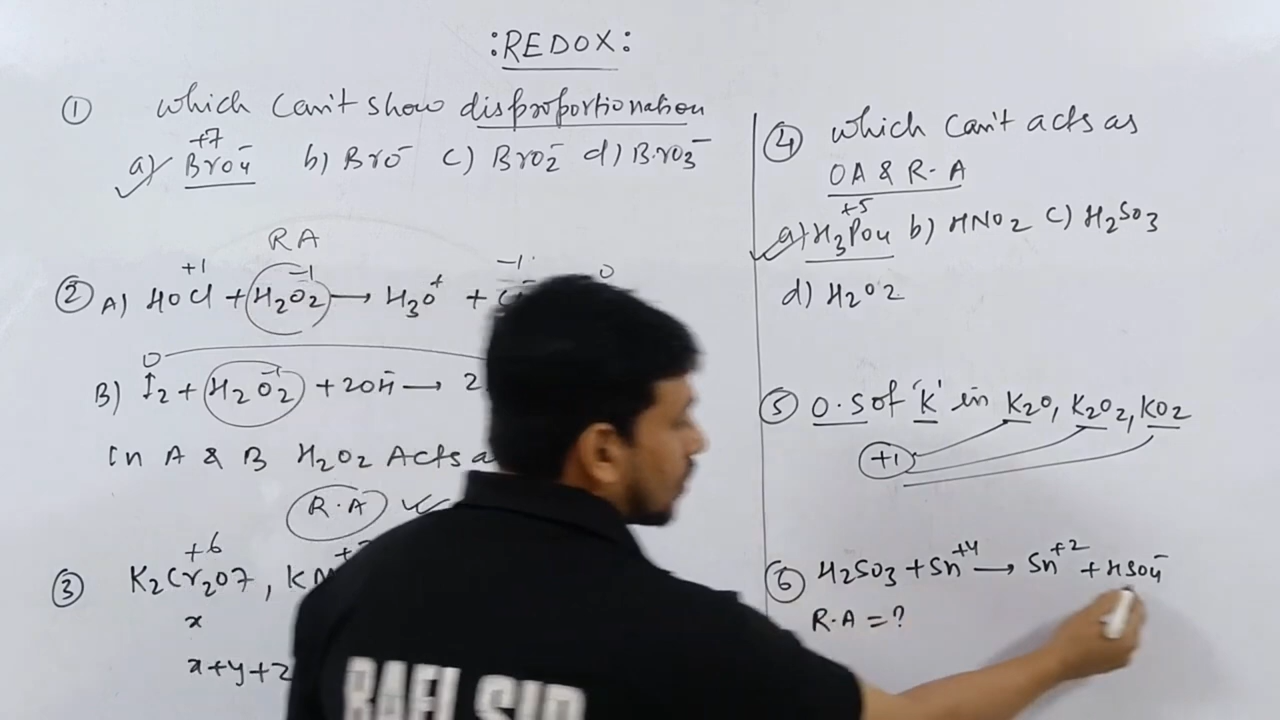 :REDOX:
① which can't show disproportionation
+7
a) BrO4⁻ b) BrO⁻ c) BrO2⁻ d) BrO3⁻
RA
+1 -1 -1 0
② A) HOCl + H2O2 → H3O⁺ +
0 -1
B) I2 + H2O2 + 2OH⁻ → 2
In A & B H2O2 Acts a
R.A
+6
③ K2Cr2O7, KM
x
x+y+z
④ which can't acts as
OA & R.A
+5
a) H3PO4 b) HNO2 c) H2SO3
d) H2O2
⑤ O.S of 'K' in K2O, K2O2, KO2
+1
⑥ H2SO3 + Sn⁺⁴ → Sn⁺² + HSO4⁻
R.A = ?
RAFI SIR